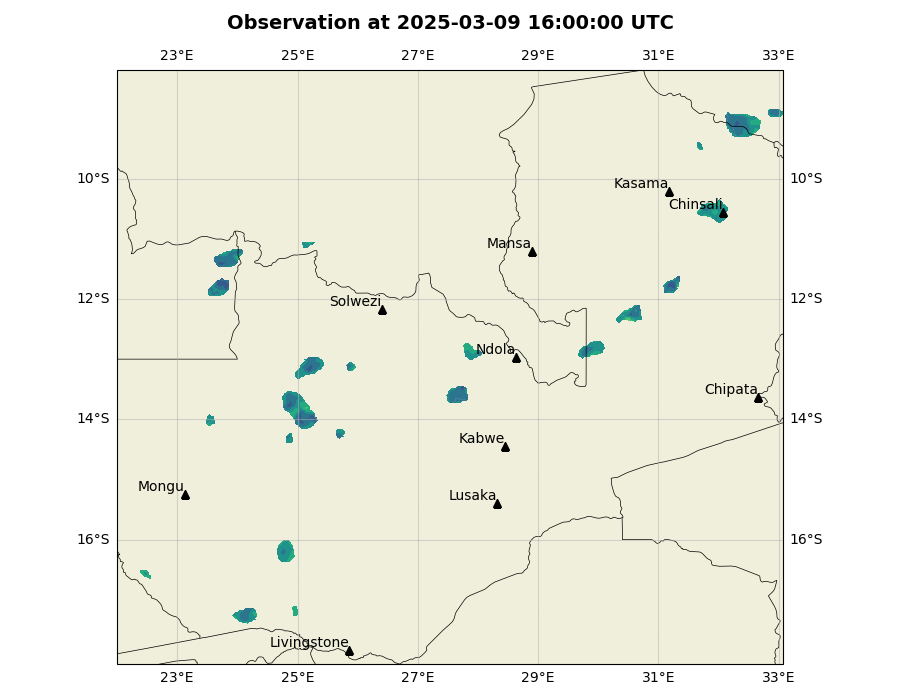 Observation at 2025-03-09 16:00:00 UTC
23°E 25°E 27°E 29°E 31°E 33°E
10°S 10°S
Kasama
Chinsali
Mansa
12°S 12°S
Solwezi
Ndola
Chipata
14°S 14°S
Kabwe
Mongu
Lusaka
16°S 16°S
Livingstone
23°E 25°E 27°E 29°E 31°E 33°E